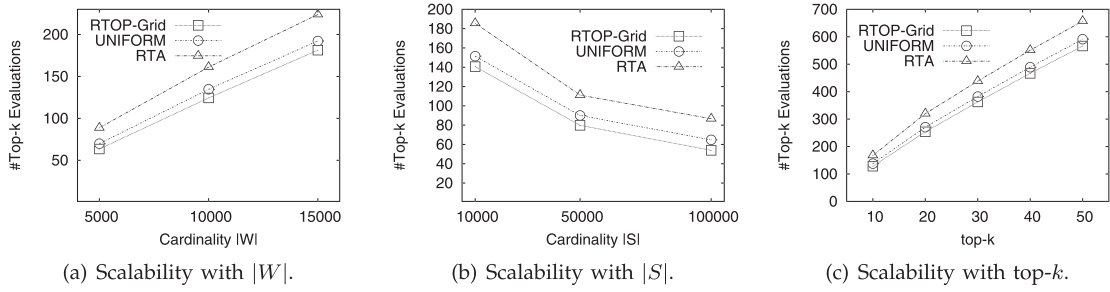 #Top-k Evaluations
200
150
100
50
RTOP-Grid
UNIFORM
RTA
5000 10000 15000
Cardinality |W|
(a) Scalability with |W|.
#Top-k Evaluations
200
180
160
140
120
100
80
60
40
20
RTOP-Grid
UNIFORM
RTA
10000 50000 100000
Cardinality |S|
(b) Scalability with |S|.
#Top-k Evaluations
700
600
500
400
300
200
100
0
RTOP-Grid
UNIFORM
RTA
10 20 30 40 50
top-k
(c) Scalability with top-k.